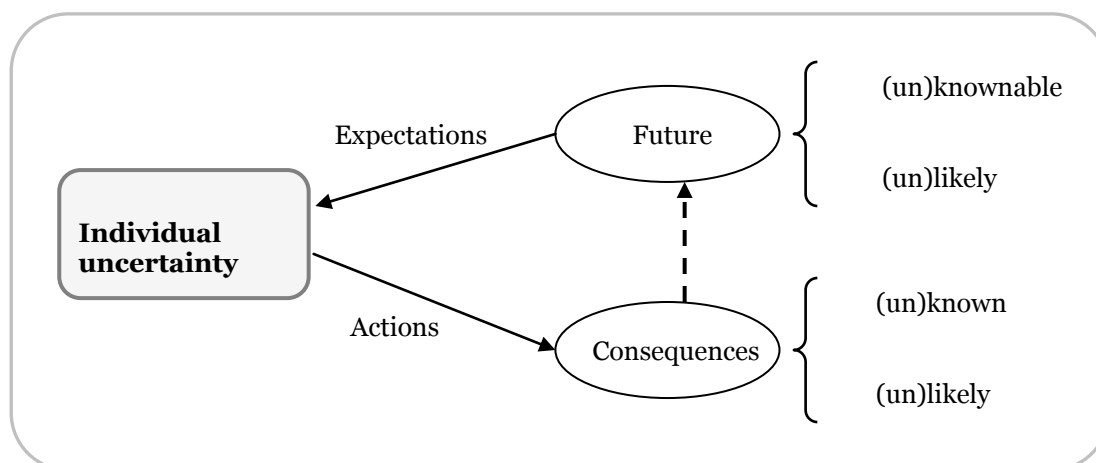 (un)knownable
Expectations
Future
(un)likely
Individual
uncertainty
(un)known
Actions
Consequences
(un)likely